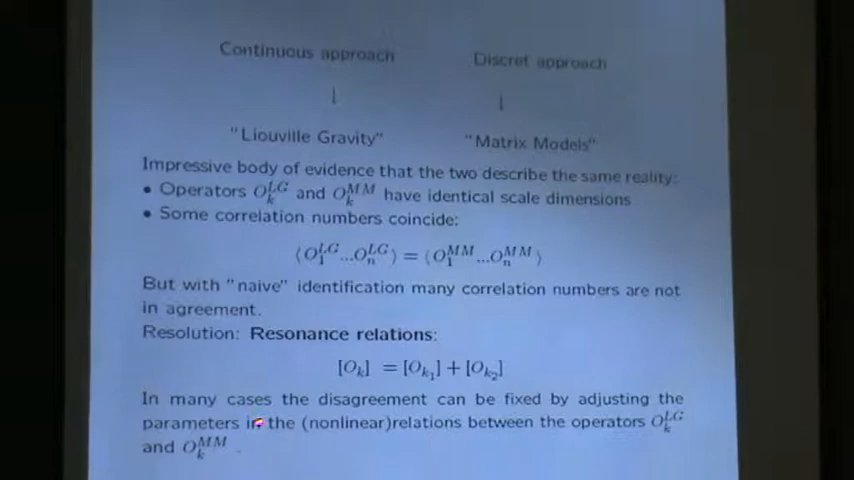 Continuous approach Discret approach
↓ ↓
"Liouville Gravity" "Matrix Models"
Impressive body of evidence that the two describe the same reality:
• Operators O_k^{LG} and O_k^{MM} have identical scale dimensions
• Some correlation numbers coincide:
⟨O_1^{LG}...O_n^{LG}⟩ = ⟨O_1^{MM}...O_n^{MM}⟩
But with "naive" identification many correlation numbers are not
in agreement.
Resolution: Resonance relations:
[O_k] = [O_{k_1}] + [O_{k_2}]
In many cases the disagreement can be fixed by adjusting the
parameters in the (nonlinear)relations between the operators O_k^{LG}
and O_k^{MM} .